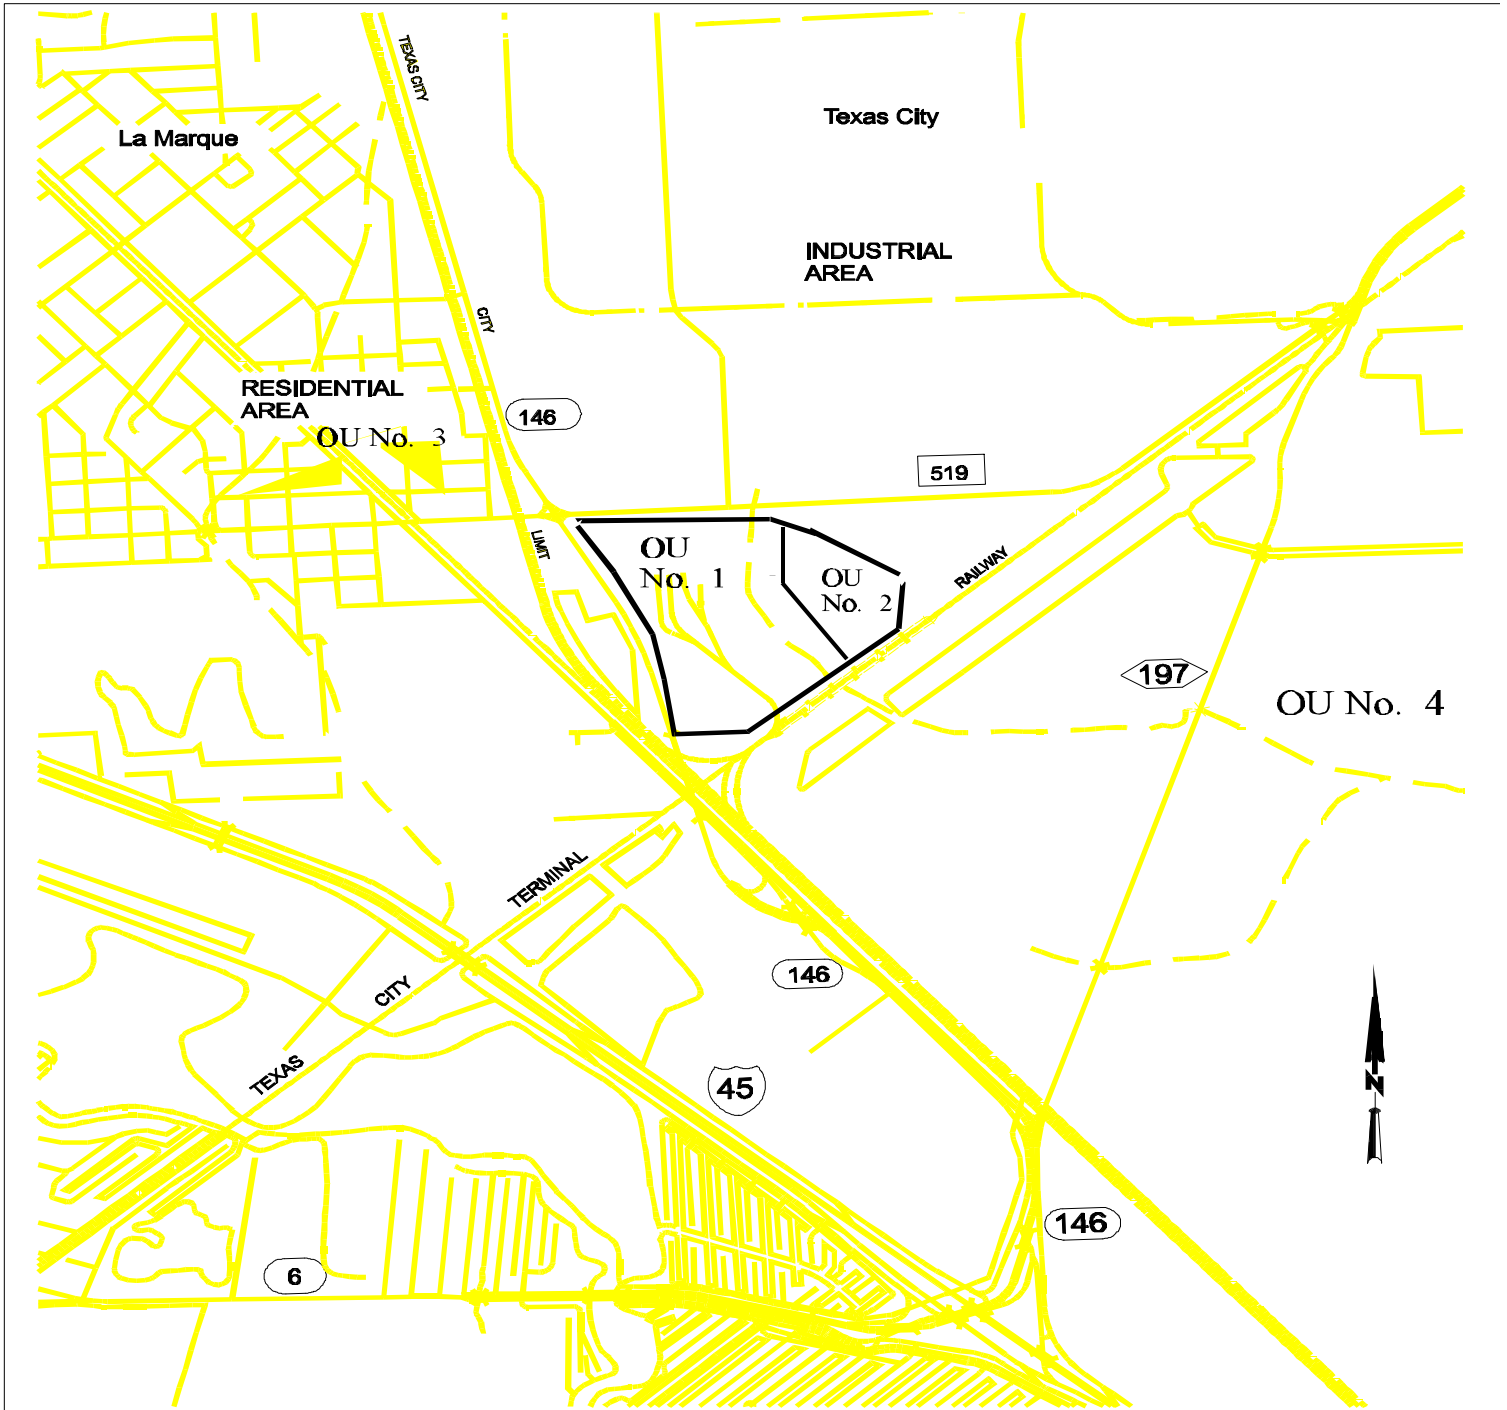 TEXAS CITY
Texas City
La Marque
INDUSTRIAL
AREA
CITY
RESIDENTIAL
AREA
OU No. 3
146
519
LIMIT
OU
No. 1
OU
No. 2
RAILWAY
197
OU No. 4
TERMINAL
146
CITY
TEXAS
45
N
146
6